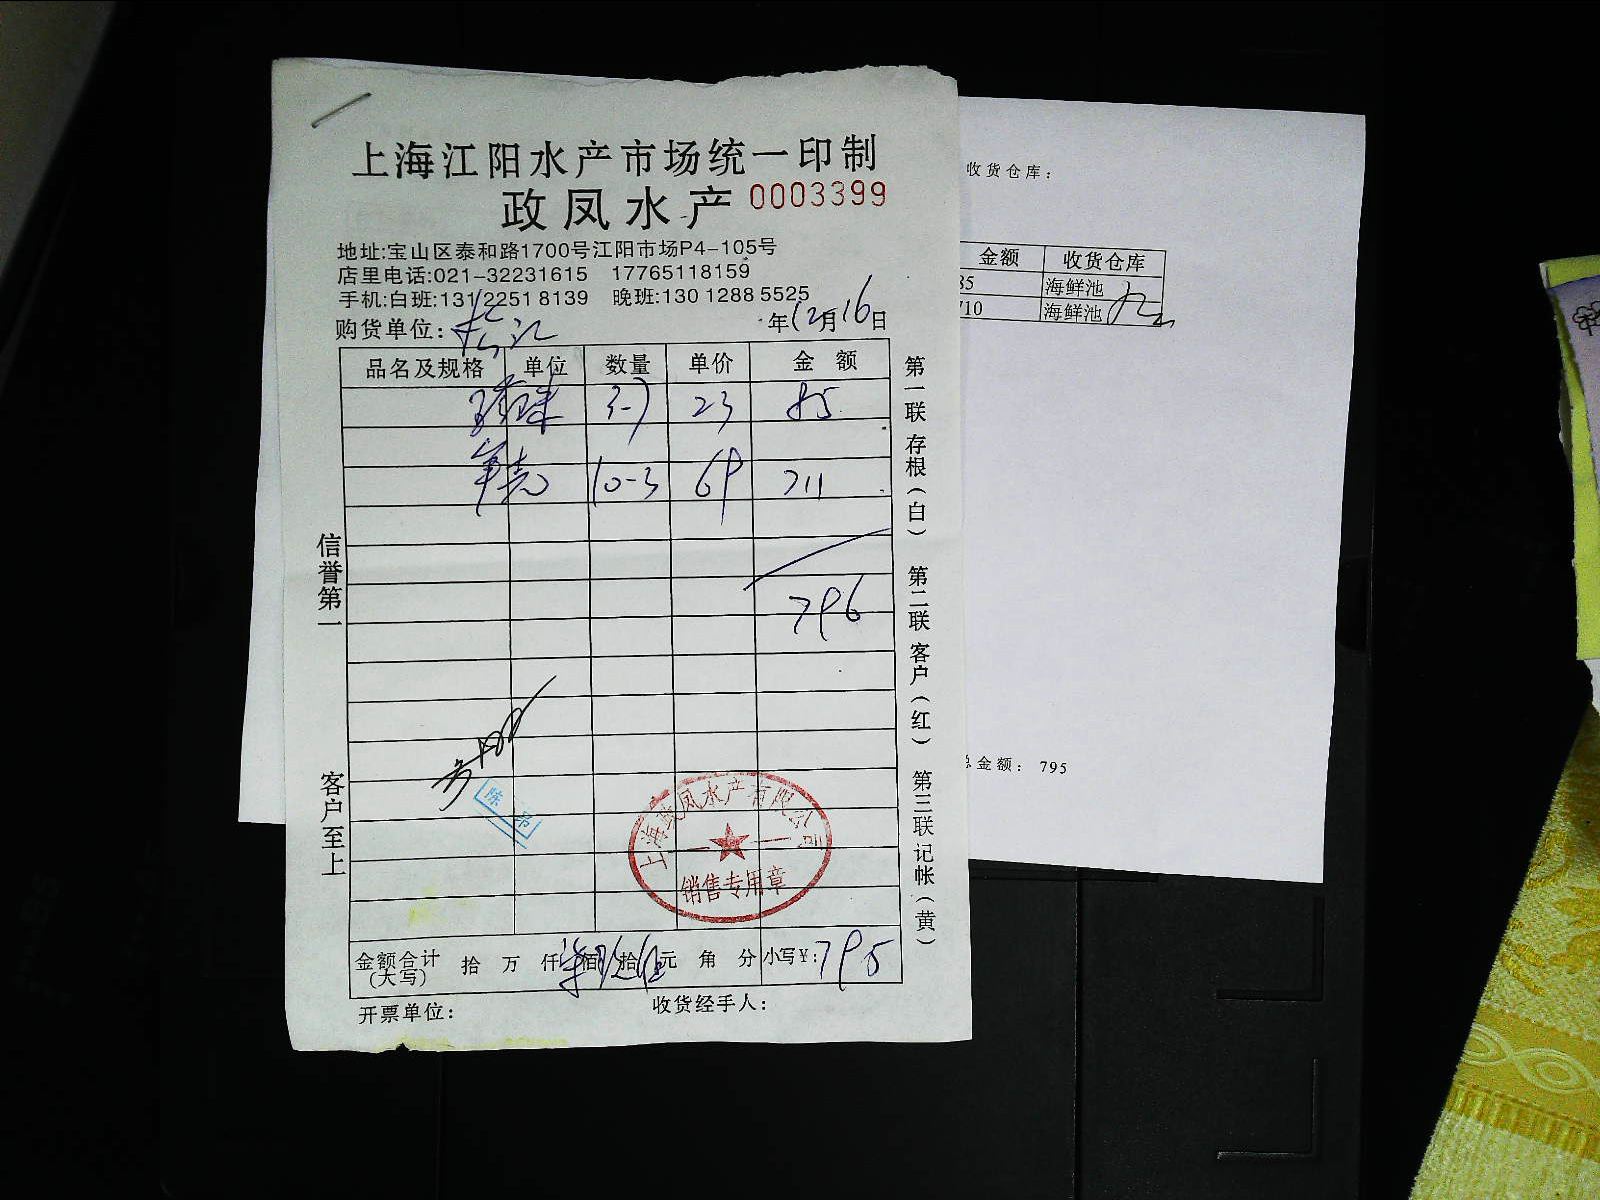 上海江阳水产市场统一印制
政凤水产 0003399
地址:宝山区泰和路1700号江阳市场P4-105号
店里电话:021-32231615 17765118159
手机:白班:131 2251 8139 晚班:130 1288 5525
购货单位: 年12月16日
品名及规格 单位 数量 单价 金额
3-7 23 85
10-3 69 711
796
信誉第一
客户至上
第一联存根(白) 第二联客户(红) 第三联记帐(黄)
陈
上海政凤水产有限公司
销售专用章
金额合计(大写) 拾 万 仟 佰 拾 元 角 分 小写¥:795
开票单位: 收货经手人:
收货仓库:
金额 收货仓库
85 海鲜池
710 海鲜池
总金额: 795